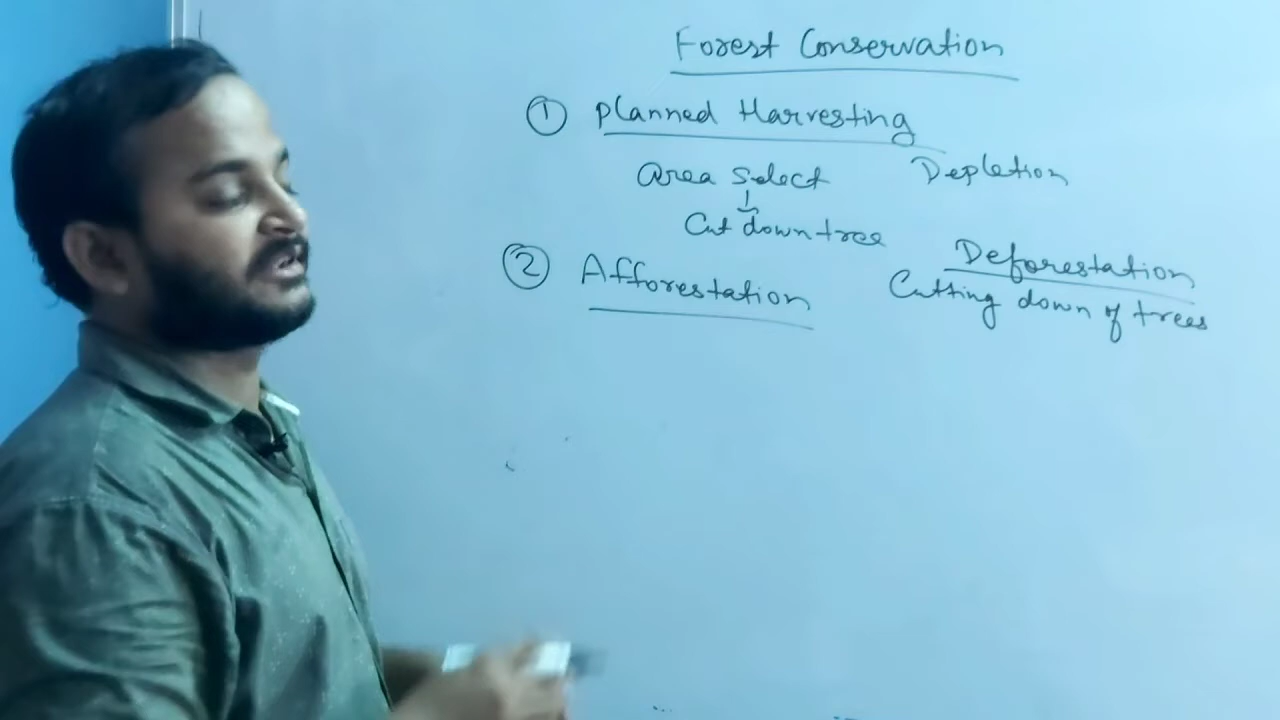 Forest Conservation
① Planned Harvesting
Area Select Depletion
↓
Cut down tree
② Afforestation Deforestation
Cutting down of trees